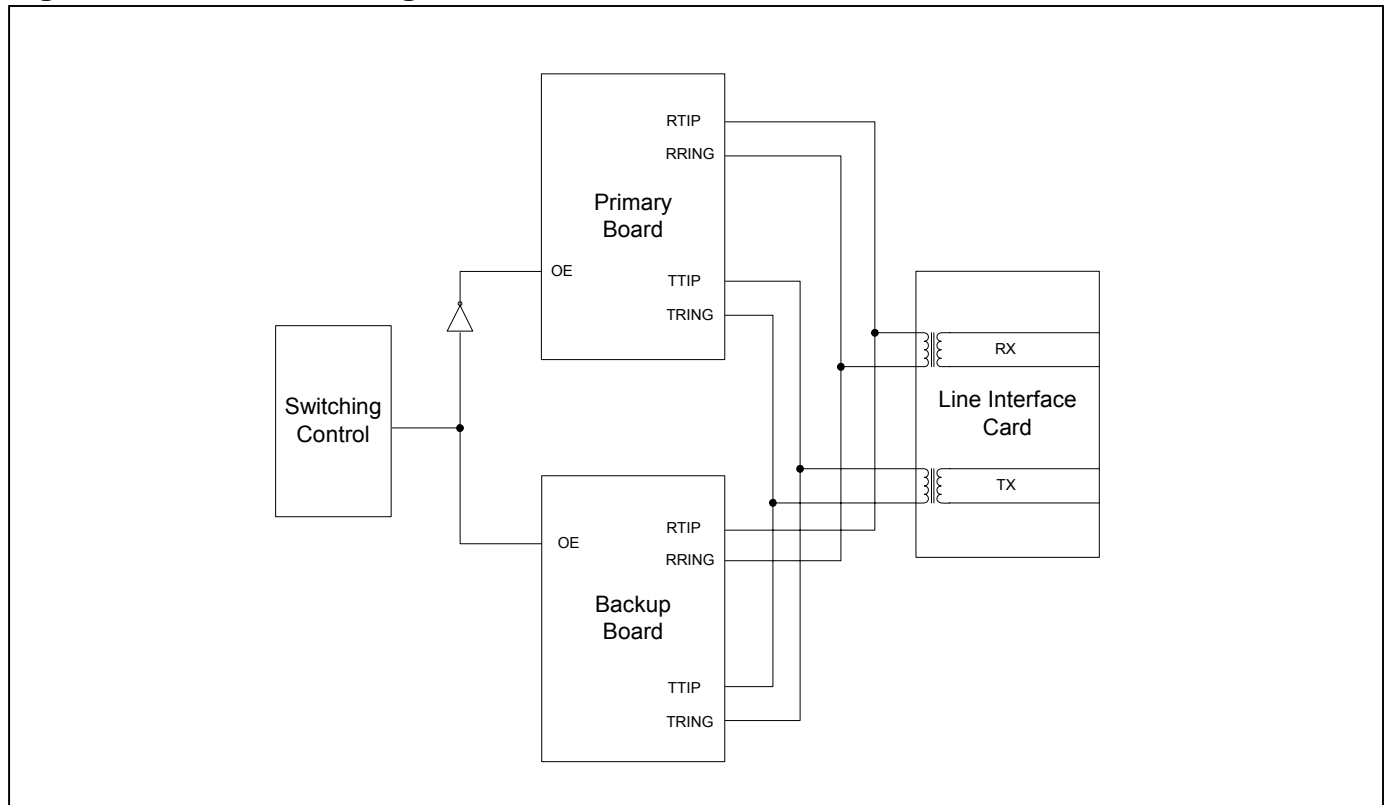 RTIP
RRING
Primary
Board
OE
TTIP
TRING
Switching
Control
RX
Line Interface
Card
TX
OE
RTIP
RRING
Backup
Board
TTIP
TRING